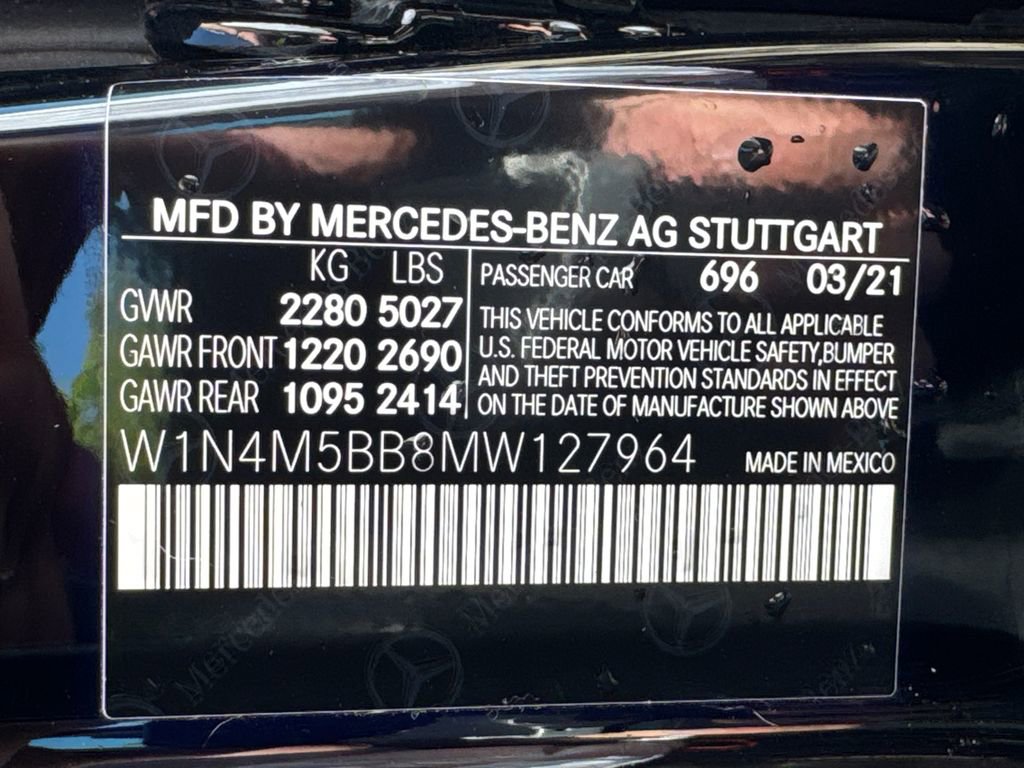 MFD BY MERCEDES-BENZ AG STUTTGART
KG LBS
GVWR 2280 5027
GAWR FRONT 1220 2690
GAWR REAR 1095 2414
PASSENGER CAR 696 03/21
THIS VEHICLE CONFORMS TO ALL APPLICABLE
U.S. FEDERAL MOTOR VEHICLE SAFETY,BUMPER
AND THEFT PREVENTION STANDARDS IN EFFECT
ON THE DATE OF MANUFACTURE SHOWN ABOVE
W1N4M5BB8MW127964 MADE IN MEXICO